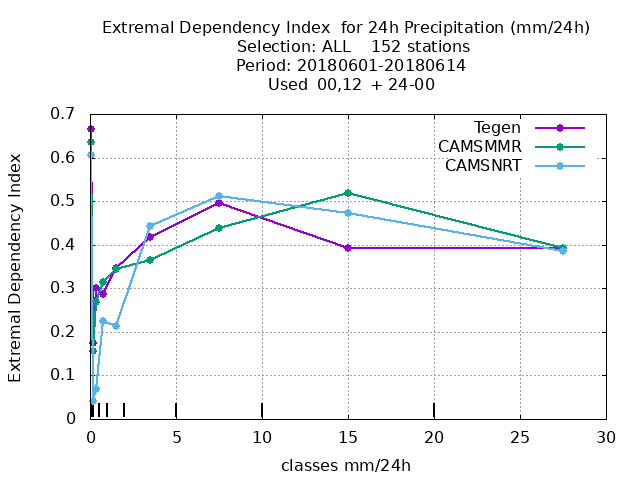 Extremal Dependency Index for 24h Precipitation (mm/24h)
Selection: ALL 152 stations
Period: 20180601-20180614
Used 00,12 + 24-00
Extremal Dependency Index
0.7
0.6
0.5
0.4
0.3
0.2
0.1
0
Tegen
CAMSMMR
CAMSNRT
0 5 10 15 20 25 30
classes mm/24h